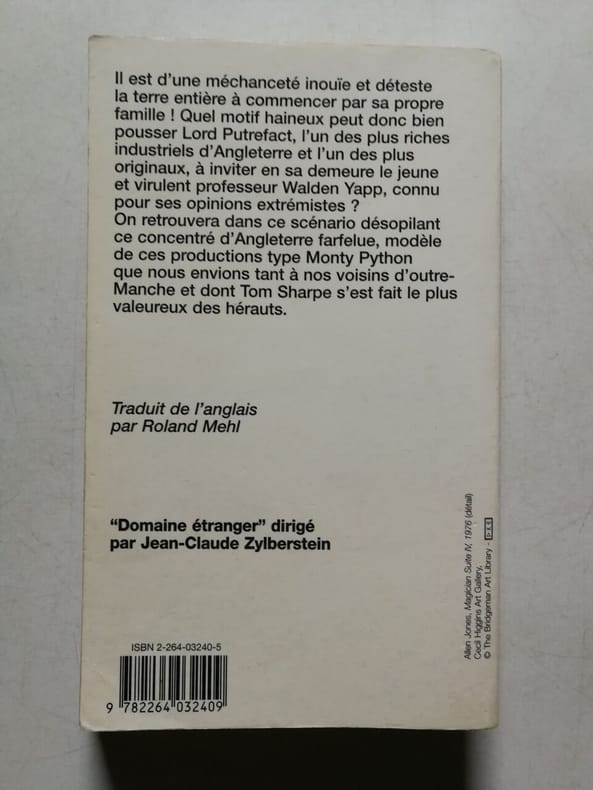 Il est d'une méchanceté inouïe et déteste
la terre entière à commencer par sa propre
famille ! Quel motif haineux peut donc bien
pousser Lord Putrefact, l'un des plus riches
industriels d'Angleterre et l'un des plus
originaux, à inviter en sa demeure le jeune
et virulent professeur Walden Yapp, connu
pour ses opinions extrémistes ?
On retrouvera dans ce scénario désopilant
ce concentré d'Angleterre farfelue, modèle
de ces productions type Monty Python
que nous envions tant à nos voisins d'outre-
Manche et dont Tom Sharpe s'est fait le plus
valeureux des hérauts.
Traduit de l'anglais
par Roland Mehl
"Domaine étranger" dirigé
par Jean-Claude Zylberstein
ISBN 2-264-03240-5
9 782264 032409
Allen Jones, Magician Suite IV, 1976 (détail)
Cecil Higgins Art Gallery,
© The Bridgeman Art Library -